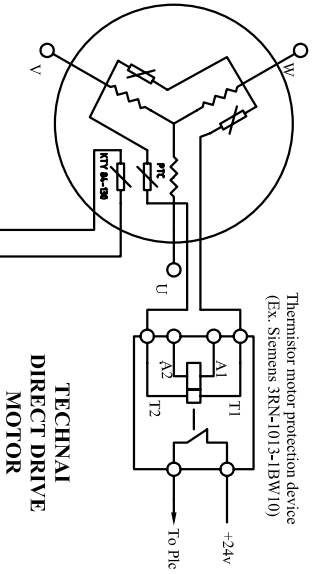 Thermistor motor protection device
(Ex. Siemens 3RN-1013-1BW10)
W
V
U
PTC
KTY 84-130
T1
A1
A2
T2
+24v
To Plc
TECHNAI
DIRECT DRIVE
MOTOR